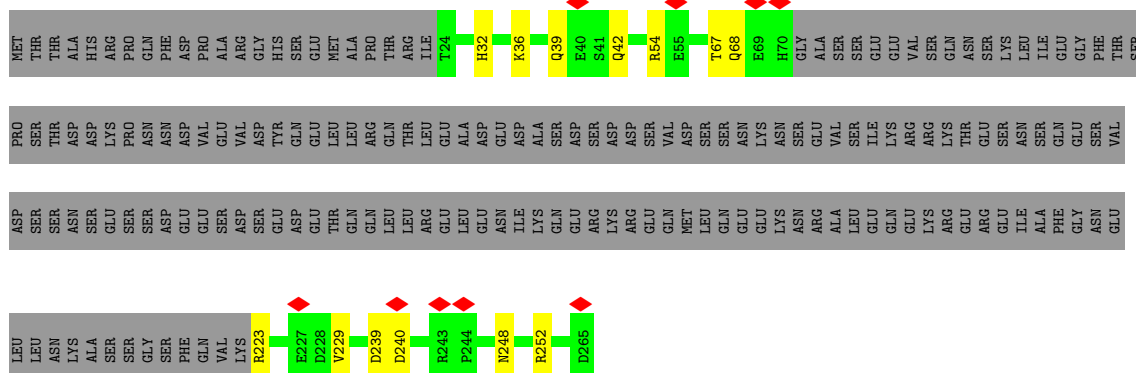 MET THR THR ALA HIS ARG PRO GLN PHE ASP PRO ALA ARG GLY HIS SER GLU MET ALA PRO THR ARG ILE T24 H32 K36 Q39 E40 S41 Q42 R54 E55 T67 Q68 E69 H70 GLY ALA SER SER GLU GLU VAL SER GLN ASN SER LYS LEU ILE GLU GLY PHE THR SER
PRO SER THR ASP ASP LYS PRO ASN ASN ASP VAL GLU VAL ASP TYR GLN GLU LEU LEU ARG GLN THR LEU GLU ALA ASP GLU ASP ALA SER ASP SER ASP ASP SER VAL ASP SER SER ASN LYS ASN SER GLU VAL SER ILE LYS ARG ARG LYS THR GLU SER ASN SER GLN GLU SER VAL
ASP SER SER ASN SER GLU SER SER ASP GLU GLU SER ASP SER GLU ASP GLU THR GLN GLN LEU LEU ARG GLU LEU GLU ASN ILE LYS GLN GLU ARG LYS ARG GLU GLN MET LEU GLN GLU GLU LYS ASN ARG ALA LEU GLU GLN GLU LYS ARG GLU ARG GLU ILE ALA PHE GLY ASN GLU
LEU LEU ASN LYS ALA SER SER GLY SER PHE GLN VAL LYS R223 E227 D228 V229 D239 D240 R243 P244 N248 R252 D265